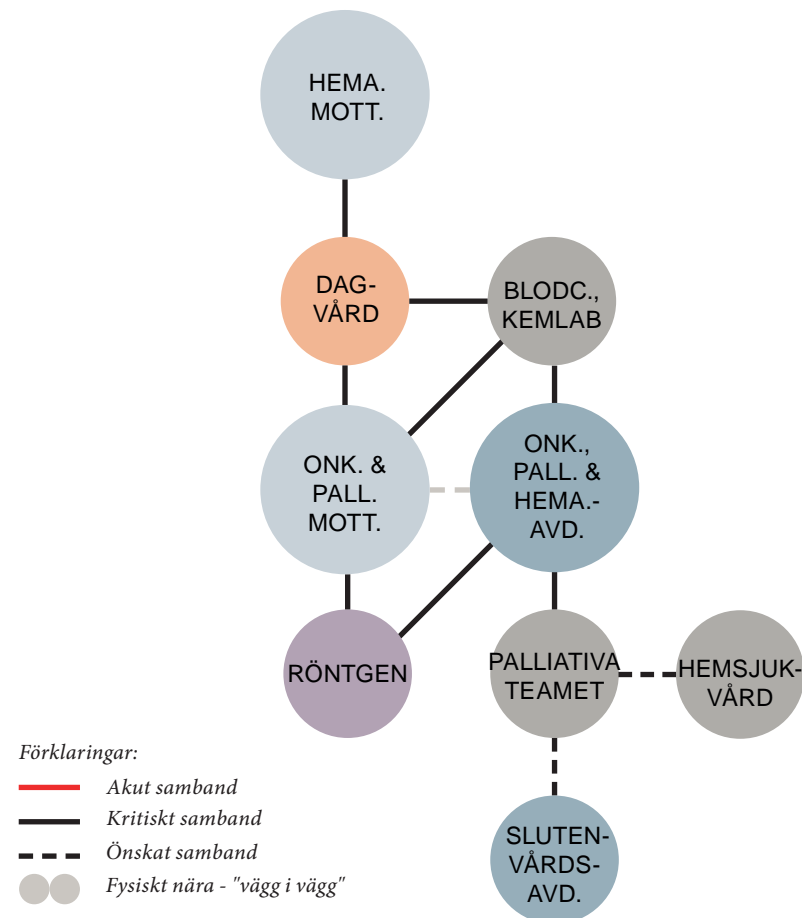 HEMA.
MOTT.
DAG-
VÅRD
BLODC.,
KEMLAB
ONK. &
PALL.
MOTT.
ONK.,
PALL. &
HEMA.-
AVD.
RÖNTGEN
PALLIATIVA
TEAMET
HEMSJUK-
VÅRD
SLUTEN-
VÅRDS-
AVD.
Förklaringar:
Akut samband
Kritiskt samband
Önskat samband
Fysiskt nära - "vägg i vägg"